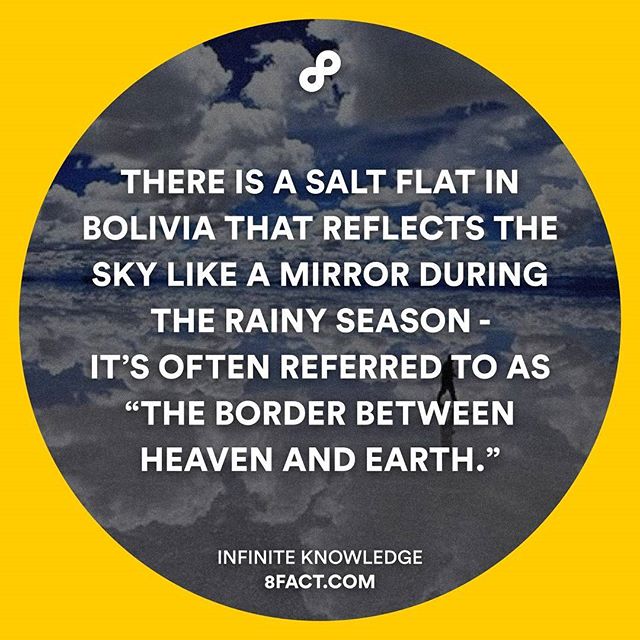 THERE IS A SALT FLAT IN
BOLIVIA THAT REFLECTS THE
SKY LIKE A MIRROR DURING
THE RAINY SEASON -
IT’S OFTEN REFERRED TO AS
“THE BORDER BETWEEN
HEAVEN AND EARTH.”
INFINITE KNOWLEDGE
8FACT.COM